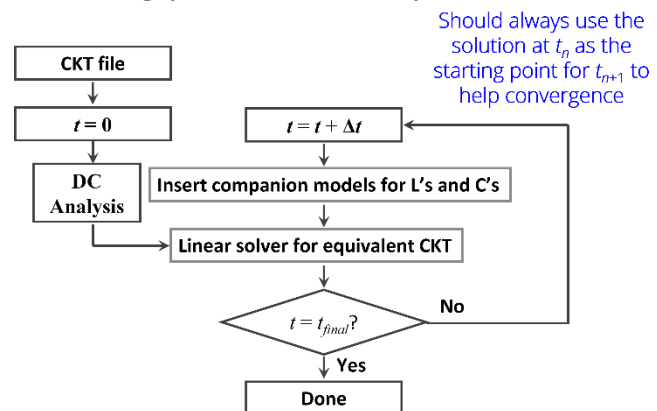 Should always use the
solution at tn as the
starting point for tn+1 to
help convergence
CKT file
t = 0
t = t + Δt
DC
Analysis
Insert companion models for L's and C's
Linear solver for equivalent CKT
t = tfinal?
No
Yes
Done